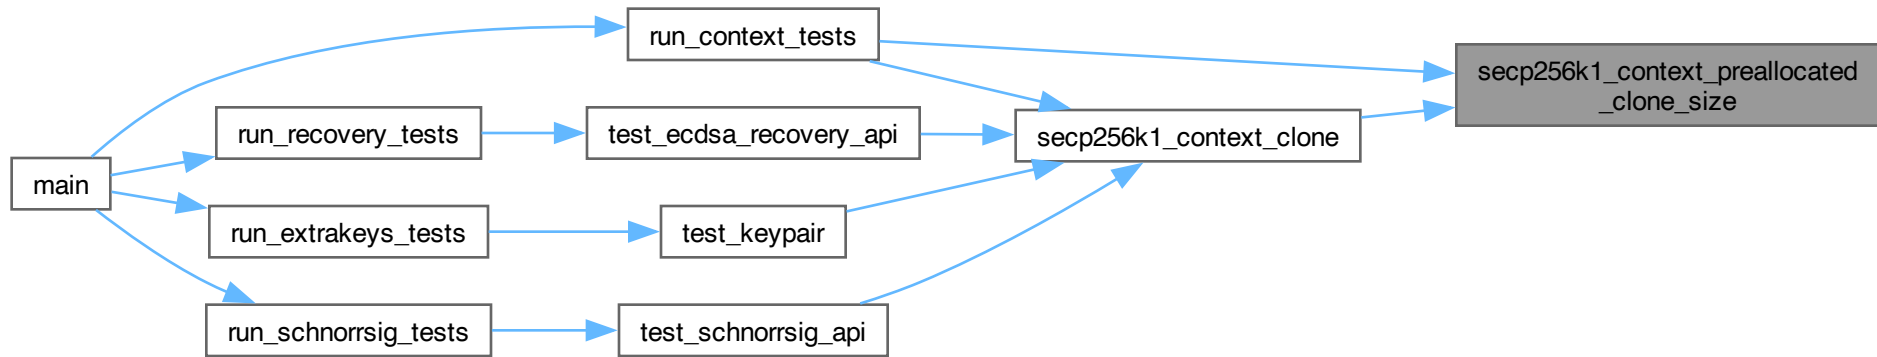 main
run_context_tests
run_recovery_tests
run_extrakeys_tests
run_schnorrsig_tests
test_ecdsa_recovery_api
test_keypair
test_schnorrsig_api
secp256k1_context_clone
secp256k1_context_preallocated
_clone_size